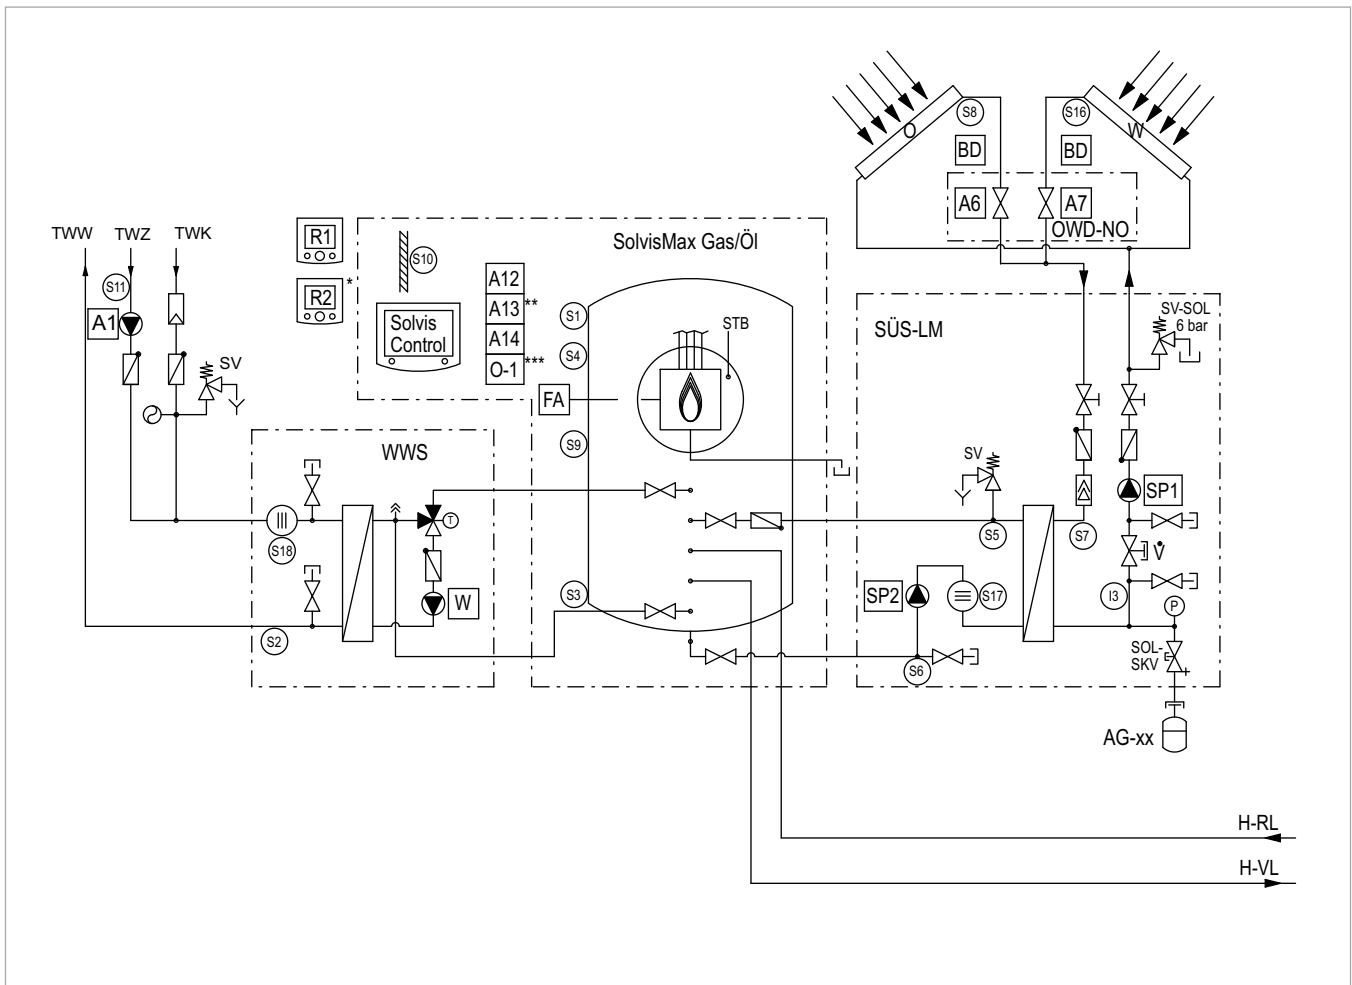 S8
S16
O
W
BD
BD
A6
A7
OWD-NO
TWW
TWZ
TWK
R1
SolvisMax Gas/Öl
S10
S11
A12
R2 *
A13 **
SV-SOL
6 bar
A1
Solvis
Control
S1
STB
SÜS-LM
A14
S4
SV
O-1 ***
FA
WWS
S9
SV
SP1
T
S18
S5
S7
V̇
W
S3
SP2
S17
I3
P
S2
S6
SOL-
SKV
AG-xx
H-RL
H-VL